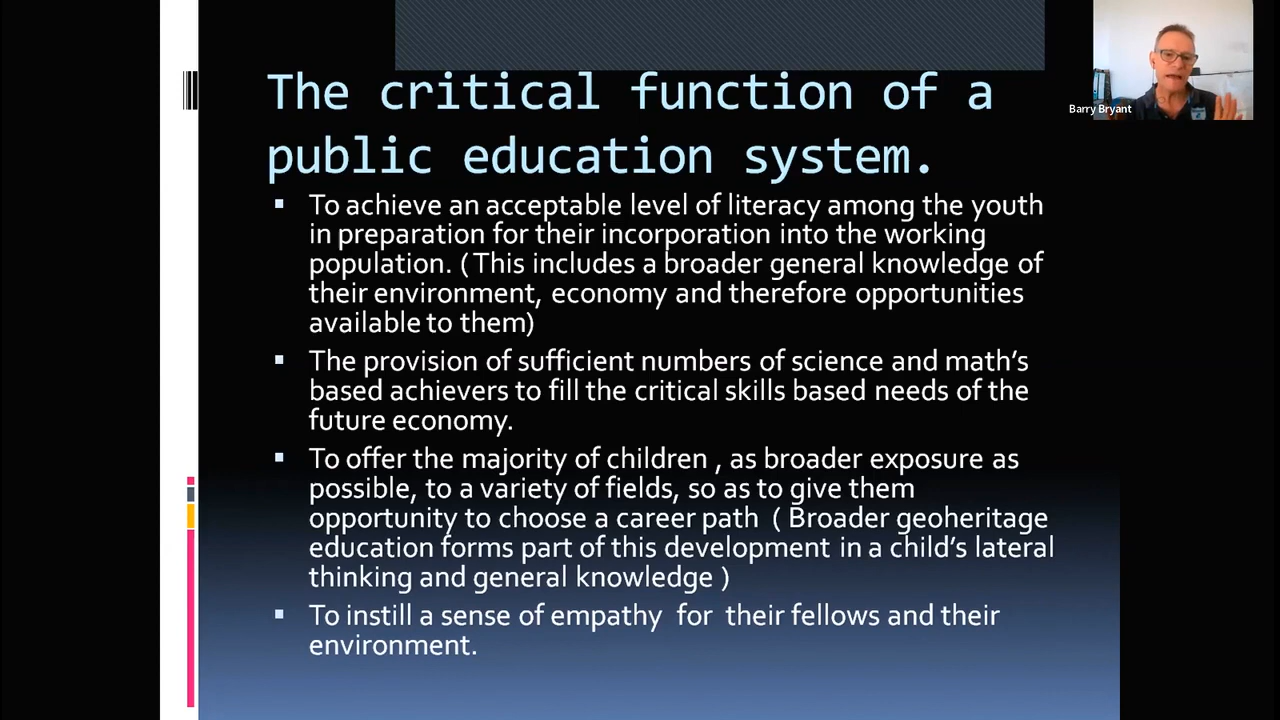 The critical function of a
public education system.
Barry Bryant
▪ To achieve an acceptable level of literacy among the youth
in preparation for their incorporation into the working
population. ( This includes a broader general knowledge of
their environment, economy and therefore opportunities
available to them)
▪ The provision of sufficient numbers of science and math’s
based achievers to fill the critical skills based needs of the
future economy.
▪ To offer the majority of children , as broader exposure as
possible, to a variety of fields, so as to give them
opportunity to choose a career path ( Broader geoheritage
education forms part of this development in a child’s lateral
thinking and general knowledge )
▪ To instill a sense of empathy for their fellows and their
environment.